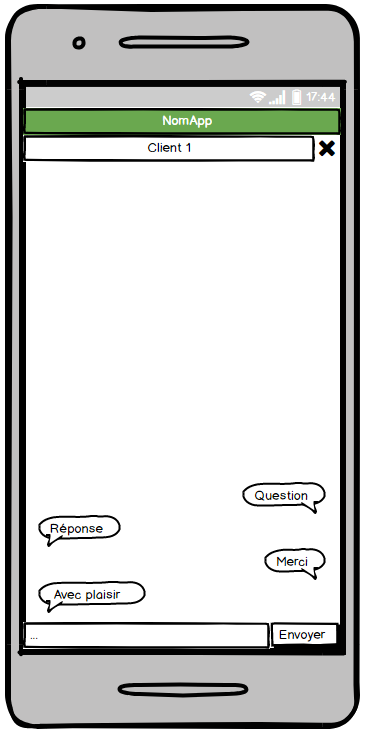 17:44
NomApp
Client 1
Question
Réponse
Merci
Avec plaisir
...
Envoyer